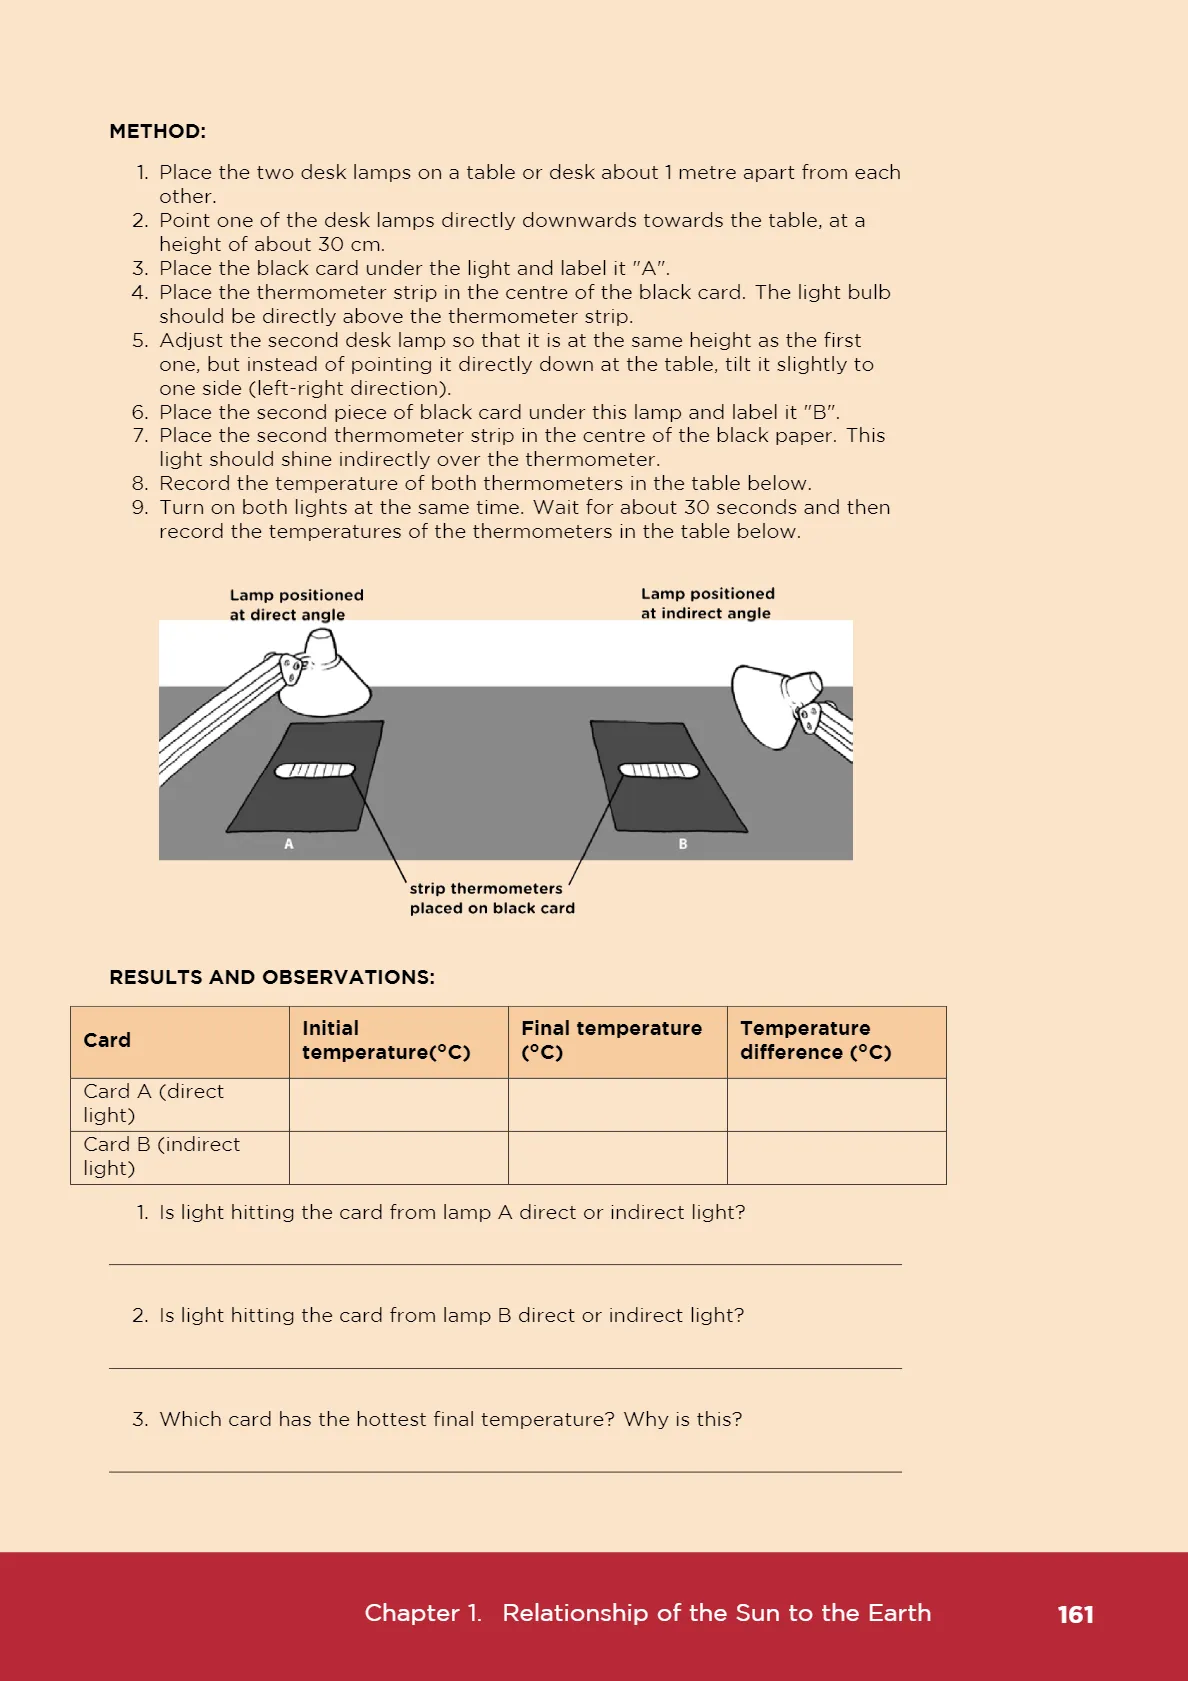 METHOD:
1. Place the two desk lamps on a table or desk about 1 metre apart from each
other.
2. Point one of the desk lamps directly downwards towards the table, at a
height of about 30 cm.
3. Place the black card under the light and label it "A".
4. Place the thermometer strip in the centre of the black card. The light bulb
should be directly above the thermometer strip.
5. Adjust the second desk lamp so that it is at the same height as the first
one, but instead of pointing it directly down at the table, tilt it slightly to
one side (left-right direction).
6. Place the second piece of black card under this lamp and label it "B".
7. Place the second thermometer strip in the centre of the black paper. This
light should shine indirectly over the thermometer.
8. Record the temperature of both thermometers in the table below.
9. Turn on both lights at the same time. Wait for about 30 seconds and then
record the temperatures of the thermometers in the table below.
Lamp positioned
at direct angle
Lamp positioned
at indirect angle
A
B
strip thermometers
placed on black card
RESULTS AND OBSERVATIONS:
Card
Initial
temperature(°C)
Final temperature
(°C)
Temperature
difference (°C)
Card A (direct
light)
Card B (indirect
light)
1. Is light hitting the card from lamp A direct or indirect light?
2. Is light hitting the card from lamp B direct or indirect light?
3. Which card has the hottest final temperature? Why is this?
Chapter 1. Relationship of the Sun to the Earth
161